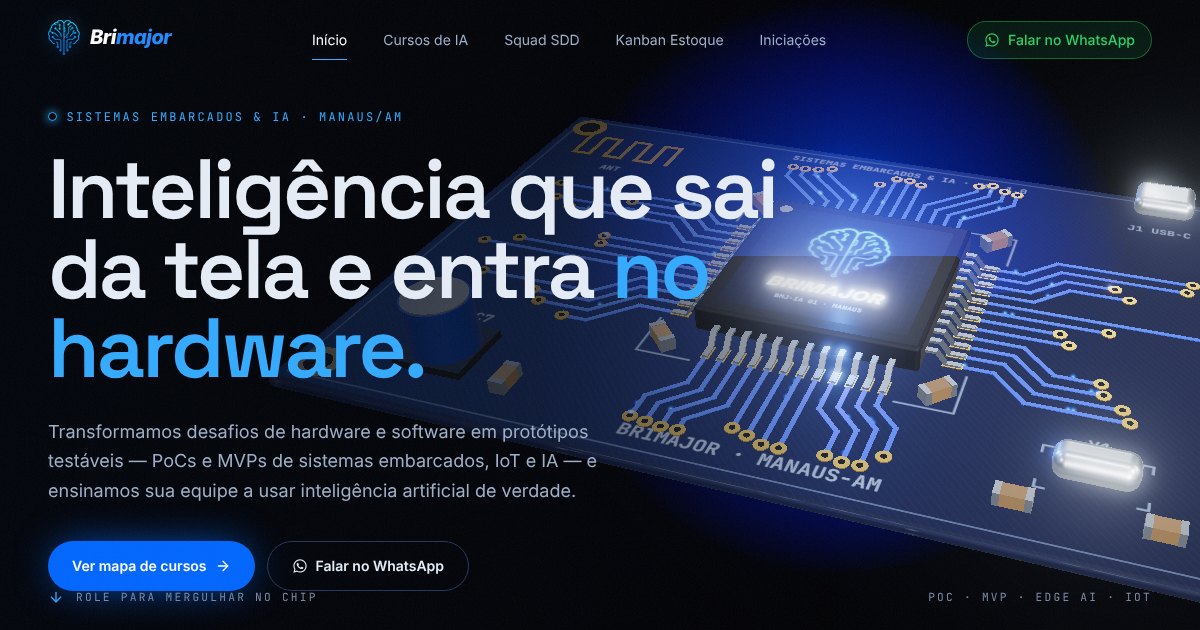 Brimajor
Início
Cursos de IA
Squad SDD
Kanban Estoque
Iniciações
Falar no WhatsApp
SISTEMAS EMBARCADOS & IA · MANAUS/AM
Inteligência que sai
da tela e entra no
hardware.
Transformamos desafios de hardware e software em protótipos
testáveis — PoCs e MVPs de sistemas embarcados, IoT e IA — e
ensinamos sua equipe a usar inteligência artificial de verdade.
Ver mapa de cursos
Falar no WhatsApp
ROLE PARA MERGULHAR NO CHIP
POC · MVP · EDGE AI · IOT
ANT
SISTEMAS EMBARCADOS & IA ·
J1 USB-C
BRIMAJOR
BMJ-IA 01 · MANAUS
BRIMAJOR · MANAUS-AM